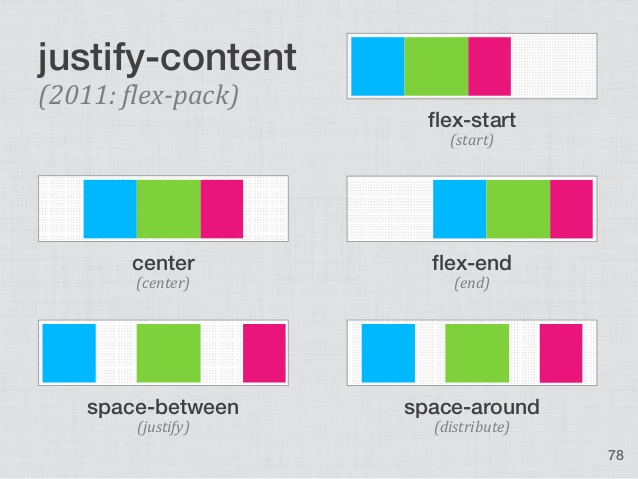 justify-content
(2011: flex-pack)
flex-start
(start)
center
(center)
flex-end
(end)
space-between
(justify)
space-around
(distribute)
78